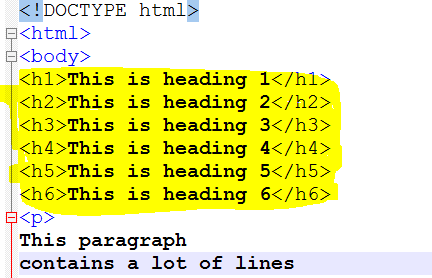 <!DOCTYPE html>
<html>
<body>
<h1>This is heading 1</h1>
<h2>This is heading 2</h2>
<h3>This is heading 3</h3>
<h4>This is heading 4</h4>
<h5>This is heading 5</h5>
<h6>This is heading 6</h6>
<p>
This paragraph
contains a lot of lines